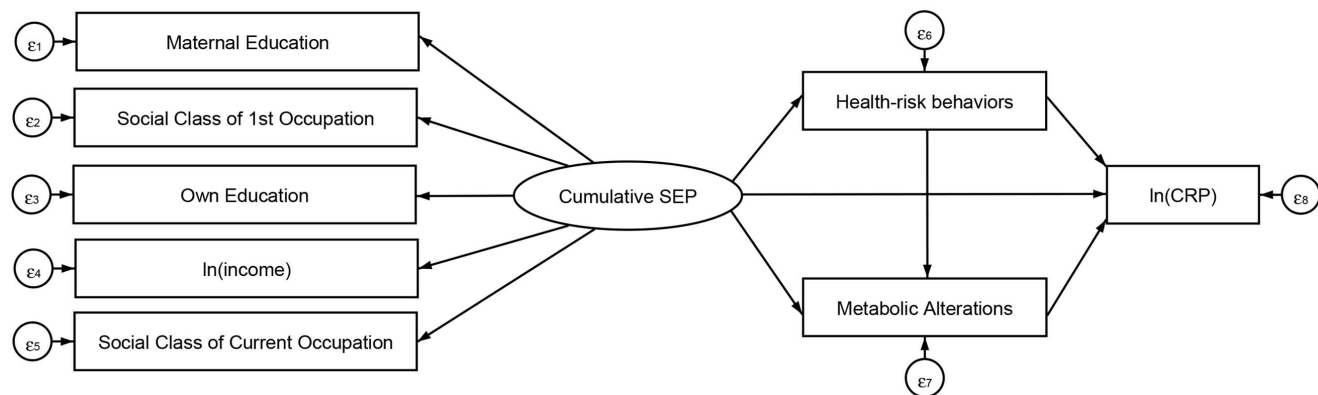 ε1
Maternal Education
ε2
Social Class of 1st Occupation
ε3
Own Education
ε4
ln(income)
ε5
Social Class of Current Occupation
Cumulative SEP
ε6
Health-risk behaviors
Metabolic Alterations
ε7
ln(CRP)
ε8